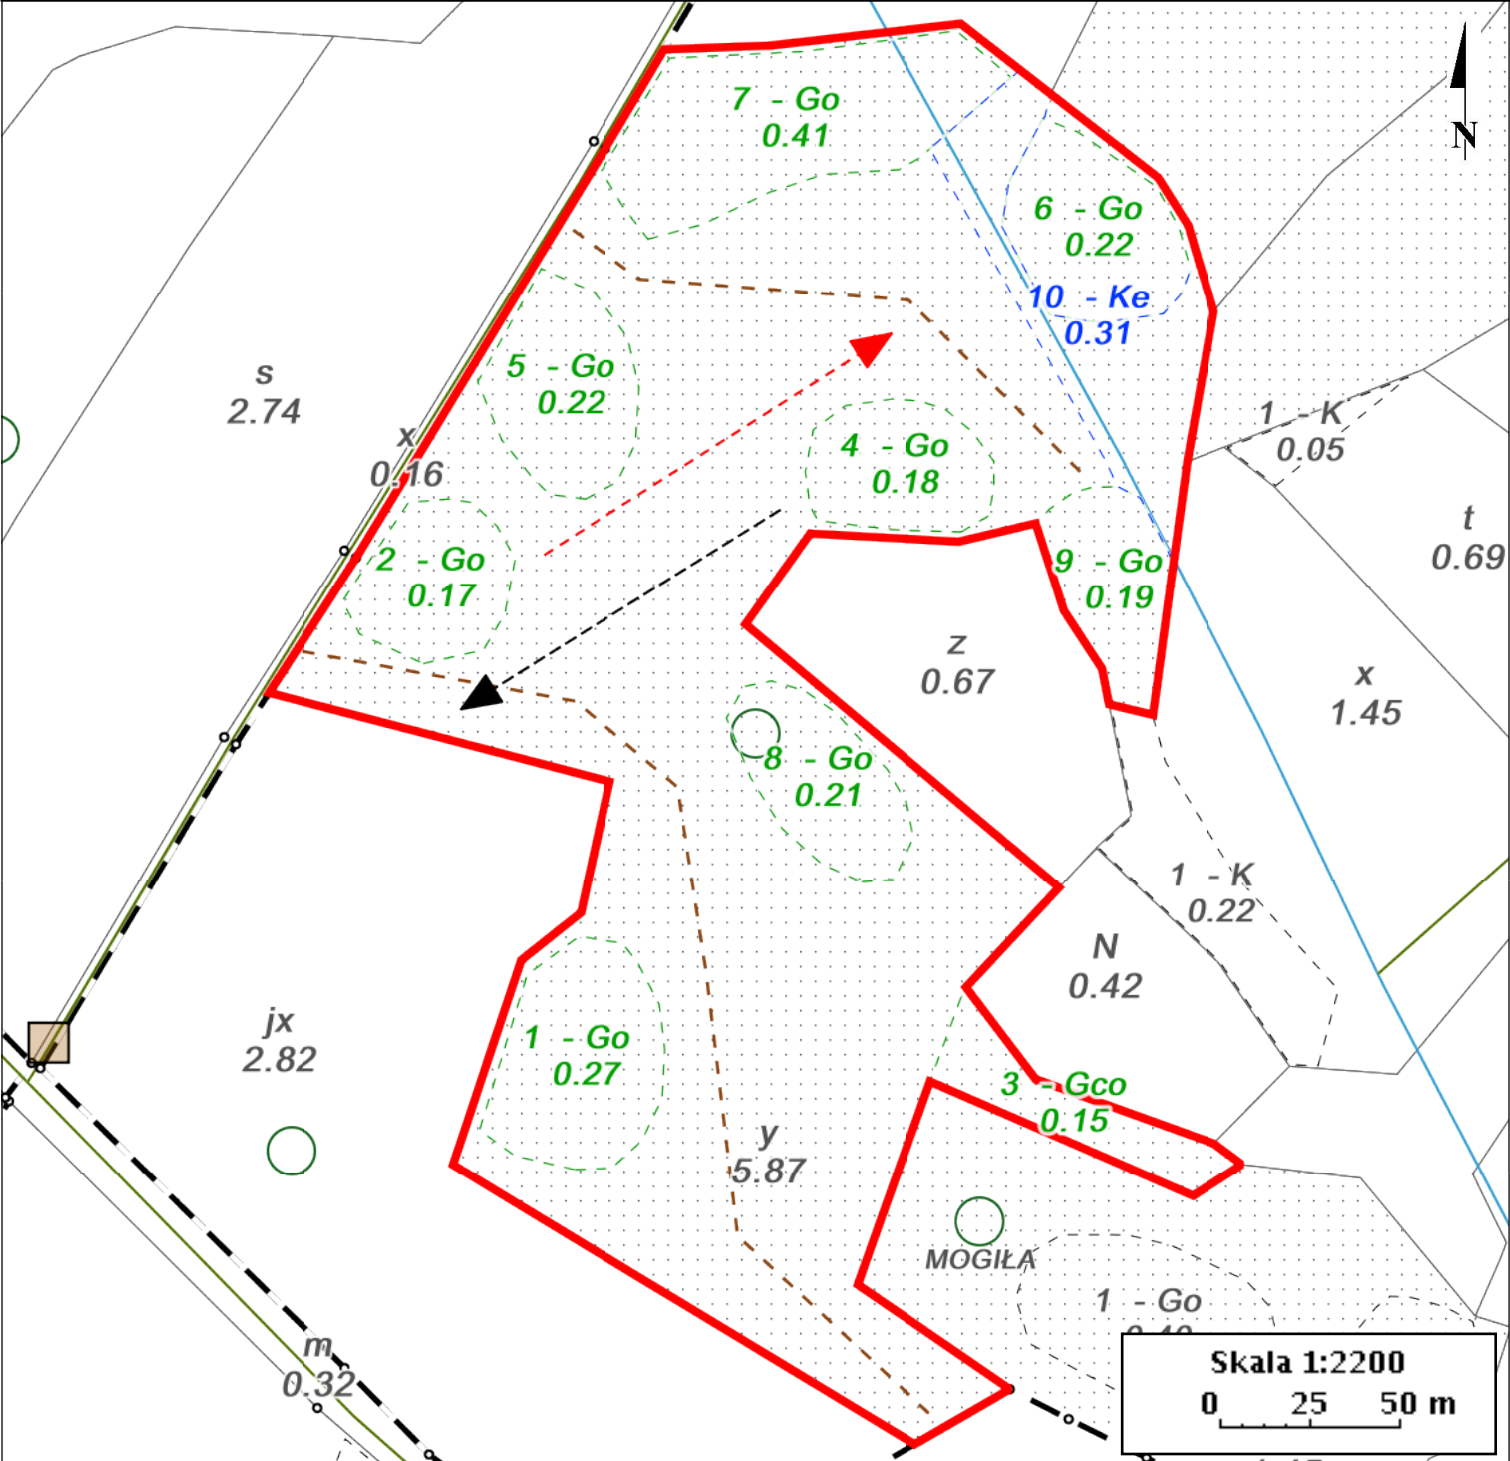 7 - Go
0.41
N
6 - Go
0.22
10 - Ke
0.31
s
2.74
5 - Go
0.22
x
0.16
4 - Go
0.18
1 - K
0.05
t
0.69
2 - Go
0.17
9 - Go
0.19
z
0.67
x
1.45
8 - Go
0.21
1 - K
0.22
N
0.42
jx
2.82
1 - Go
0.27
3 - Gco
0.15
y
5.87
MOGIŁA
1 - Go
m
0.32
Skala 1:2200
0 25 50 m